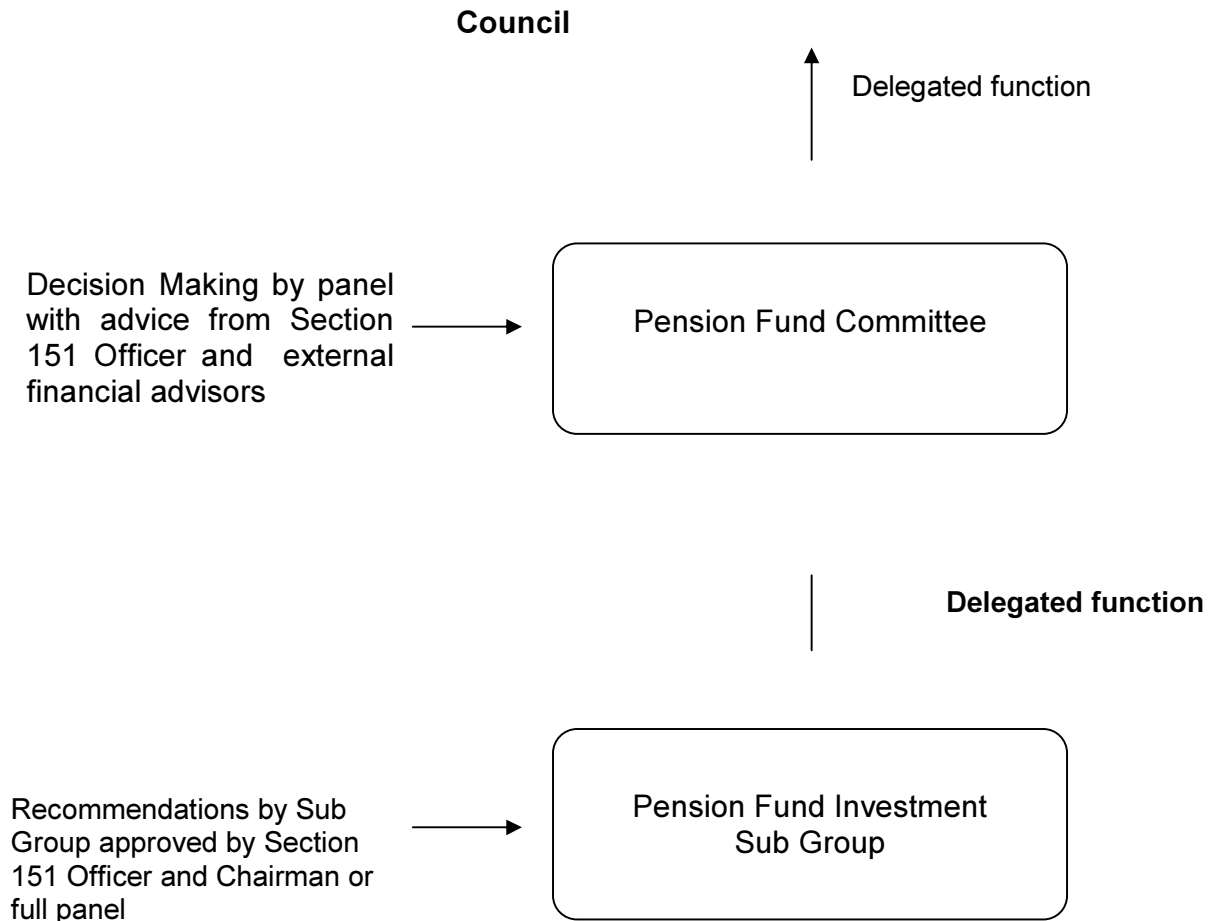 Council
Delegated function
Decision Making by panel
with advice from Section
151 Officer and external
financial advisors
Pension Fund Committee
Delegated function
Recommendations by Sub
Group approved by Section
151 Officer and Chairman or
full panel
Pension Fund Investment
Sub Group